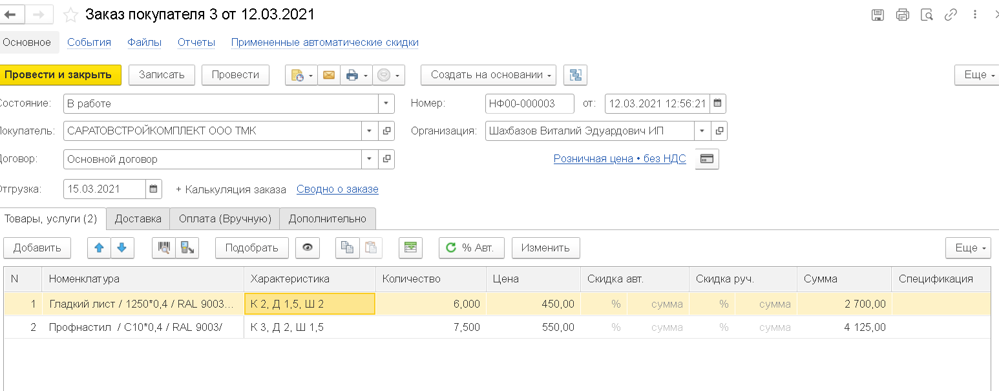 Заказ покупателя 3 от 12.03.2021
Основное События Файлы Отчеты Примененные автоматические скидки
Провести и закрыть Записать Провести Создать на основании Еще
Состояние: В работе Номер: НФ00-000003 от: 12.03.2021 12:56:21
Покупатель: САРАТОВСТРОЙКОМПЛЕКТ ООО ТМК Организация: Шахбазов Виталий Эдуардович ИП
Договор: Основной договор Розничная цена • без НДС
Отгрузка: 15.03.2021 + Калькуляция заказа Сводно о заказе
Товары, услуги (2) Доставка Оплата (Вручную) Дополнительно
Добавить Подобрать % Авт. Изменить Еще
N Номенклатура Характеристика Количество Цена Скидка авт. Скидка руч. Сумма Спецификация
1 Гладкий лист / 1250*0,4 / RAL 9003... К 2, Д 1,5, Ш 2 6,000 450,00 % сумма % сумма 2 700,00
2 Профнастил / С10*0,4 / RAL 9003/ К 3, Д 2, Ш 1,5 7,500 550,00 % сумма % сумма 4 125,00